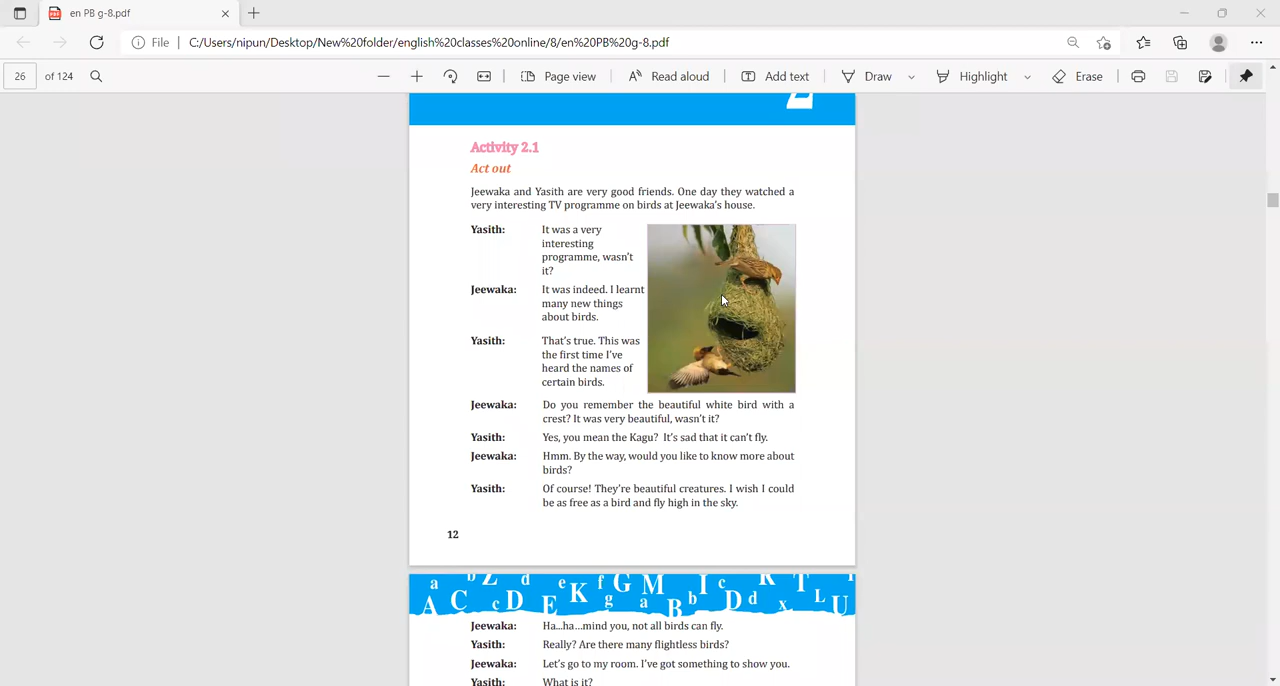 en PB g-8.pdf
File
C:/Users/nipun/Desktop/New%20folder/english%20classes%20online/8/en%20PB%20g-8.pdf
26 of 124
Page view
Read aloud
Add text
Draw
Highlight
Erase
Activity 2.1
Act out
Jeewaka and Yasith are very good friends. One day they watched a
very interesting TV programme on birds at Jeewaka's house.
Yasith: It was a very
interesting
programme, wasn't
it?
Jeewaka: It was indeed. I learnt
many new things
about birds.
Yasith: That's true. This was
the first time I've
heard the names of
certain birds.
Jeewaka: Do you remember the beautiful white bird with a
crest? It was very beautiful, wasn't it?
Yasith: Yes, you mean the Kagu? It's sad that it can't fly.
Jeewaka: Hmm. By the way, would you like to know more about
birds?
Yasith: Of course! They're beautiful creatures. I wish I could
be as free as a bird and fly high in the sky.
12
a b Z d e K f G M I c R T
A C c D E g a B b D d x L U
Jeewaka: Ha...ha...mind you, not all birds can fly.
Yasith: Really? Are there many flightless birds?
Jeewaka: Let's go to my room. I've got something to show you.
Yasith: What is it?